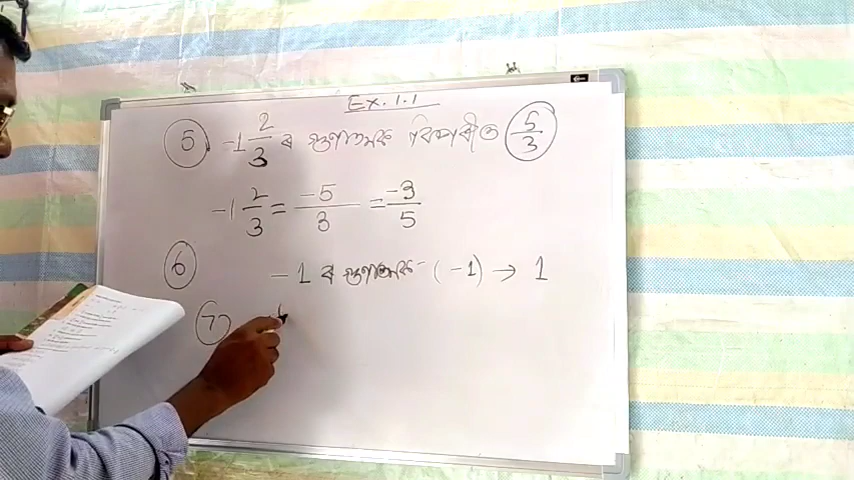 Ex. 1.1
5 -1 2/3 ৰ গুণাত্মক বিপৰীত 5/3
-1 2/3 = -5/3 = -3/5
6 -1 ৰ গুণাত্মক (-1) → 1
7